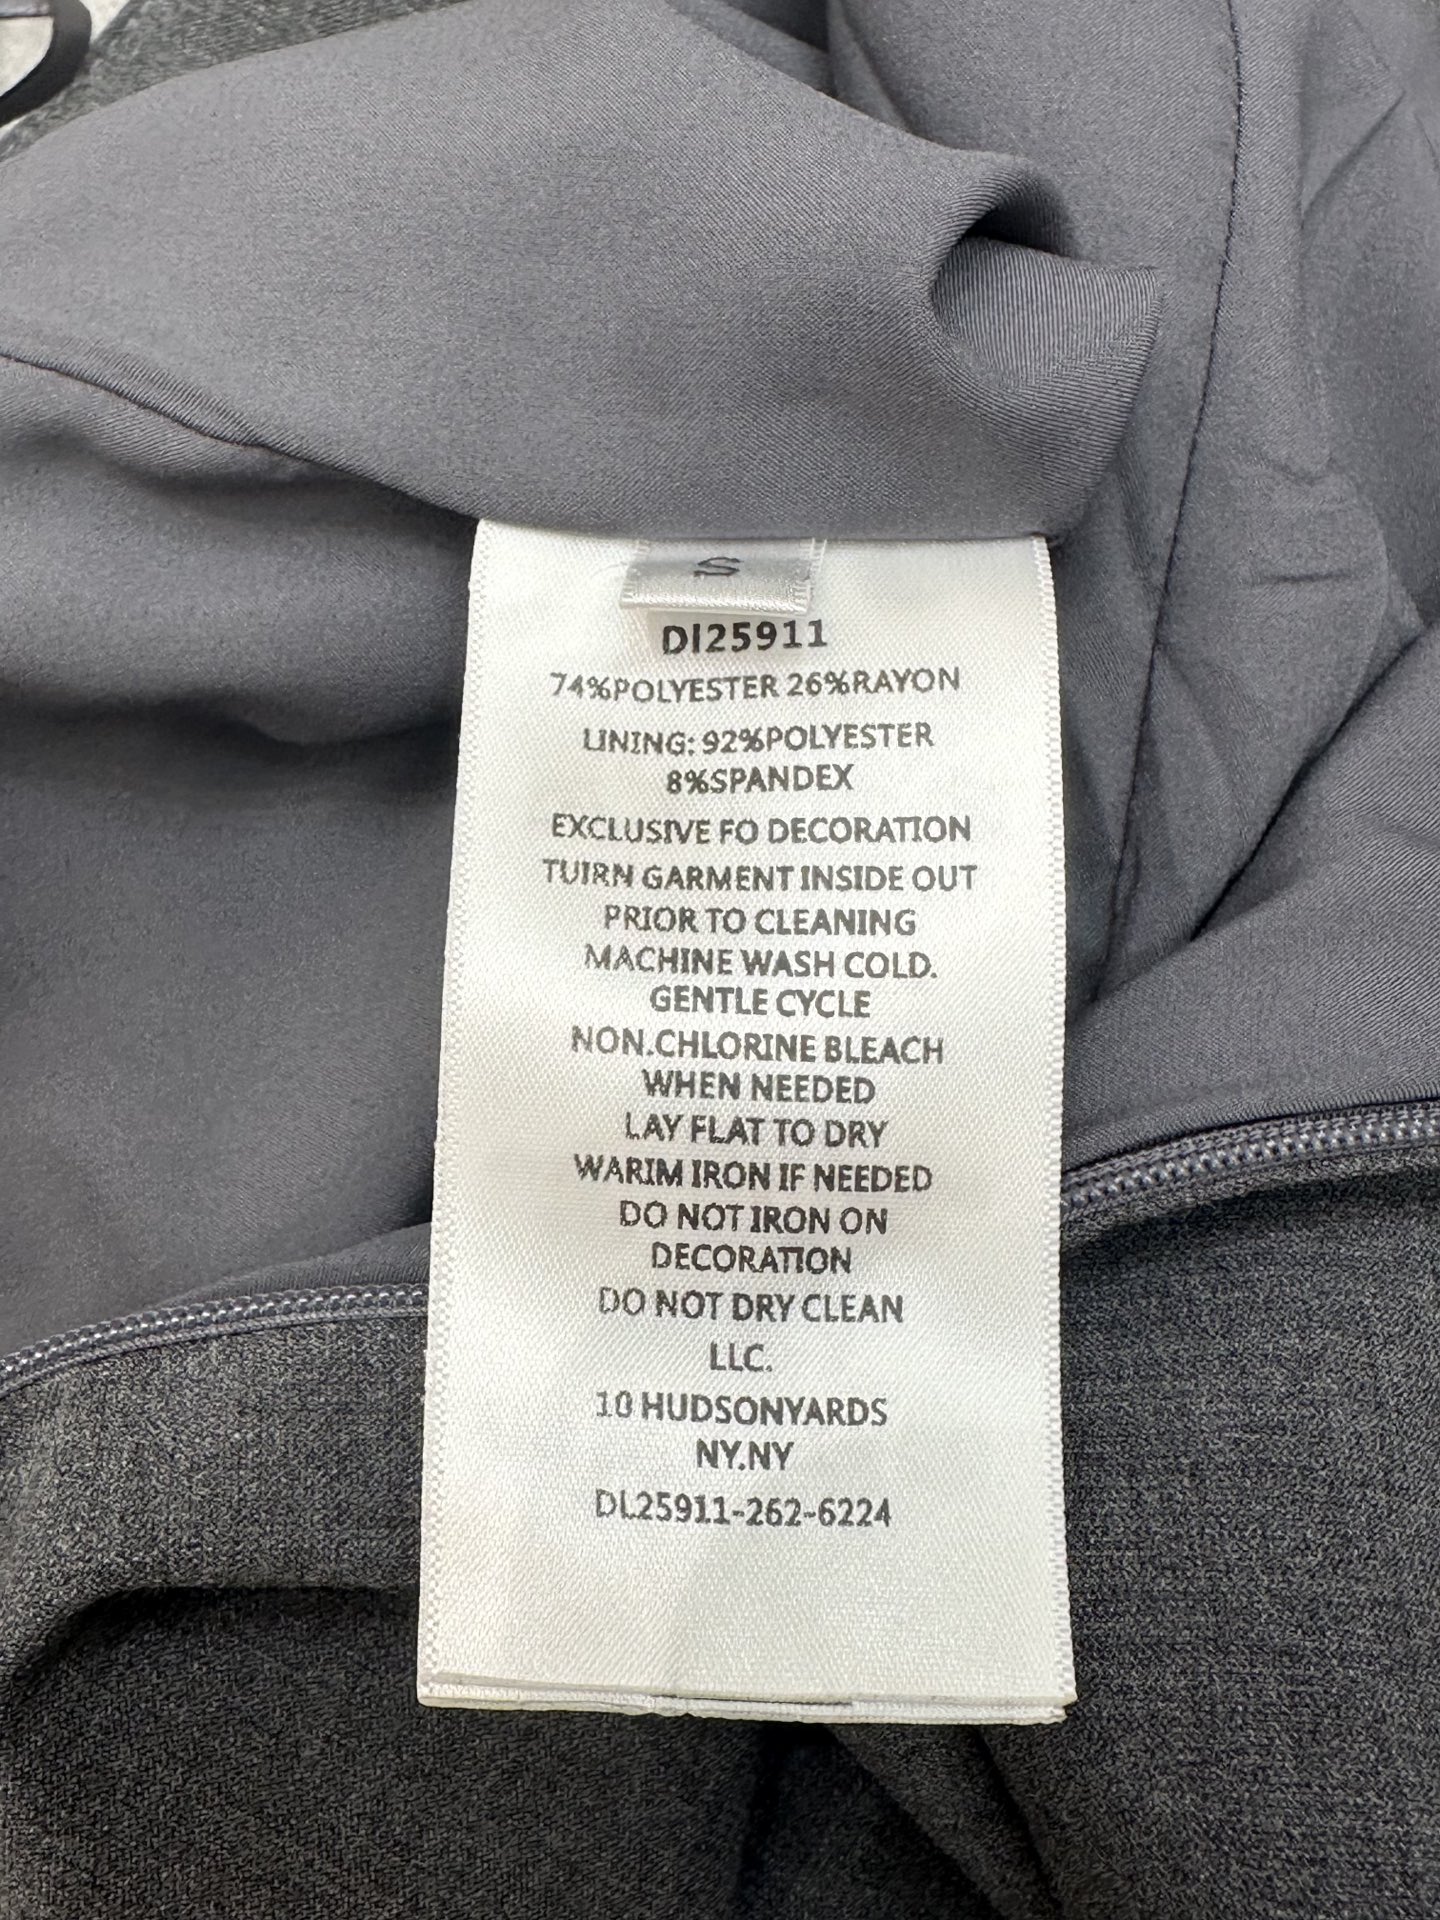 S
DI25911
74%POLYESTER 26%RAYON
LINING: 92%POLYESTER
8%SPANDEX
EXCLUSIVE FO DECORATION
TUIRN GARMENT INSIDE OUT
PRIOR TO CLEANING
MACHINE WASH COLD.
GENTLE CYCLE
NON.CHLORINE BLEACH
WHEN NEEDED
LAY FLAT TO DRY
WARIM IRON IF NEEDED
DO NOT IRON ON
DECORATION
DO NOT DRY CLEAN
LLC.
10 HUDSONYARDS
NY.NY
DL25911-262-6224